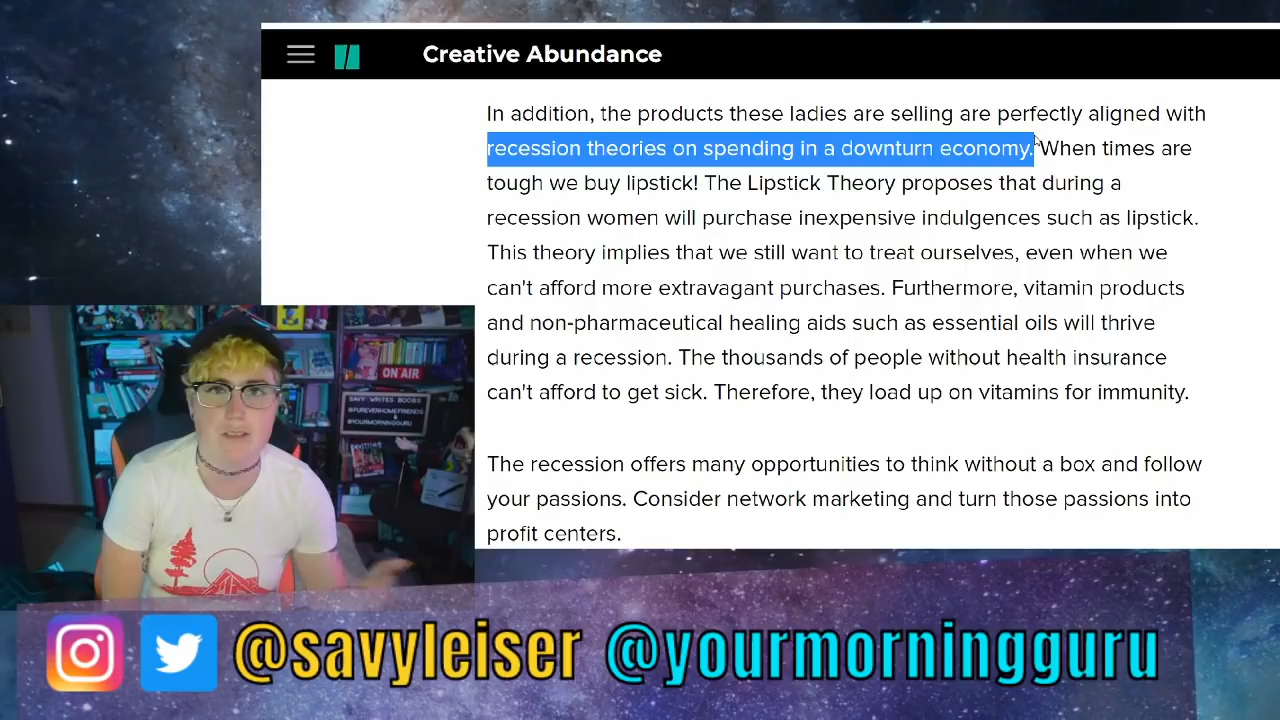 Creative Abundance
In addition, the products these ladies are selling are perfectly aligned with
recession theories on spending in a downturn economy. When times are
tough we buy lipstick! The Lipstick Theory proposes that during a
recession women will purchase inexpensive indulgences such as lipstick.
This theory implies that we still want to treat ourselves, even when we
can't afford more extravagant purchases. Furthermore, vitamin products
and non-pharmaceutical healing aids such as essential oils will thrive
during a recession. The thousands of people without health insurance
can't afford to get sick. Therefore, they load up on vitamins for immunity.
The recession offers many opportunities to think without a box and follow
your passions. Consider network marketing and turn those passions into
profit centers.
ON AIR
SAVY WRITES BOOBS
@FUREVERHOMEFRIENDS
&
@YOURMORNINGURU
@savyleiser @yourmorningguru